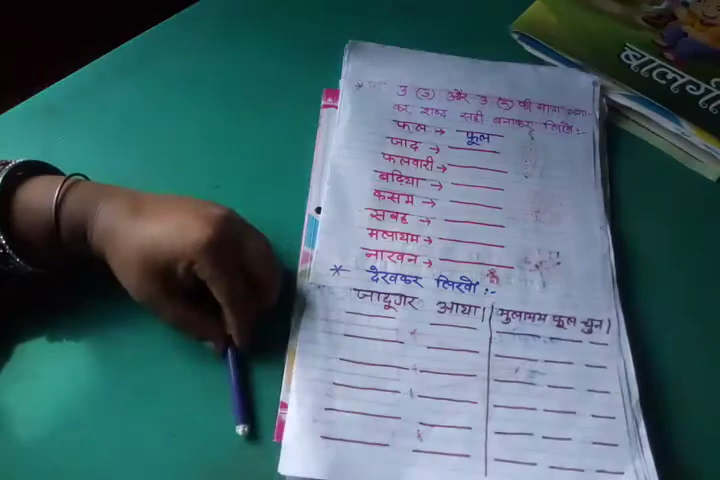 * उ (ु) और उ (ू) की मात्रा लगा-
कर शब्द सही बनाकर लिखें:-
फल → फूल
जाद →
फलवारी →
बढ़िया →
कसम →
सबह →
मलायम →
नारवन →
* देखकर लिखो :-
जादूगर आया। मुलायम फूल चुन।
बालगी